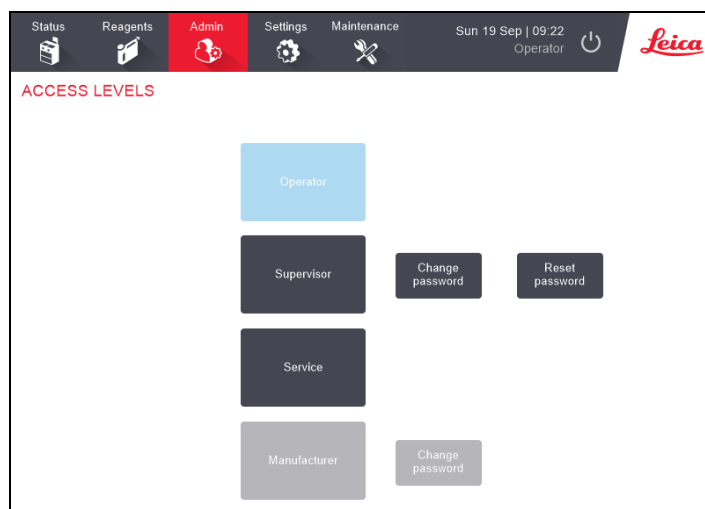 Status Reagents Admin Settings Maintenance
Sun 19 Sep | 09:22
Operator
Leica
ACCESS LEVELS
Operator
Supervisor
Change
password
Reset
password
Service
Manufacturer
Change
password